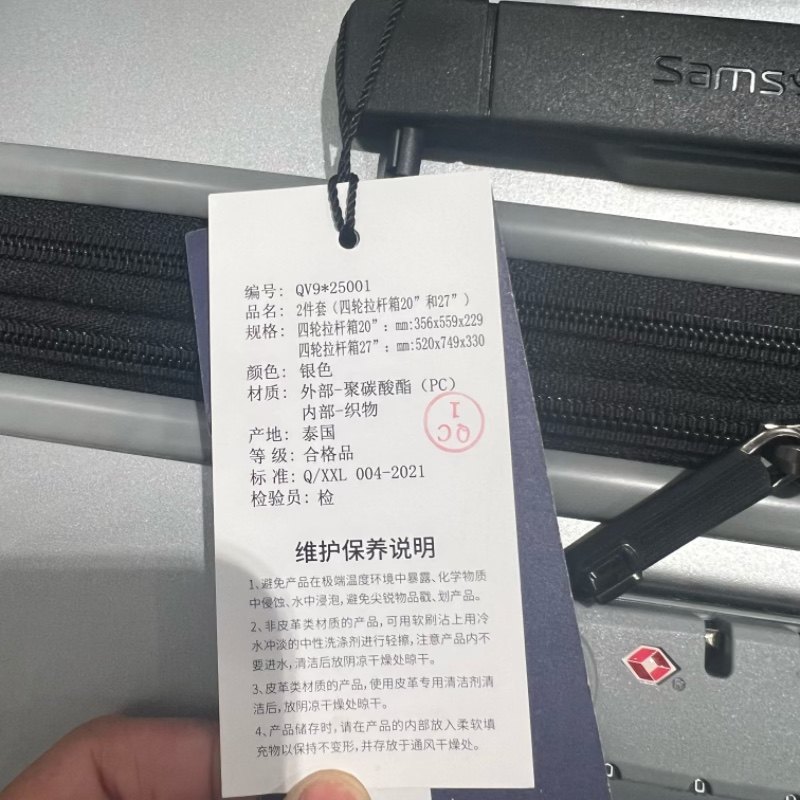 Sams
编号: QV9*25001
品名: 2件套（四轮拉杆箱20”和27”）
规格: 四轮拉杆箱20”: mm:356x559x229
四轮拉杆箱27”: mm:520x749x330
颜色: 银色
材质: 外部-聚碳酸酯（PC）
内部-织物
产地: 泰国
等级: 合格品
标准: Q/XXL 004-2021
检验员: 检
QC
1
维护保养说明
1、避免产品在极端温度环境中暴露、化学物质
中侵蚀、水中浸泡，避免尖锐物品戳、划产品。
2、非皮革类材质的产品，可用软刷沾上用冷
水冲淡的中性洗涤剂进行轻擦，注意产品内不
要进水，清洁后放阴凉干燥处晾干。
3、皮革类材质的产品，使用皮革专用清洁剂清
洁后，放阴凉干燥处晾干。
4、产品储存时，请在产品的内部放入柔软填
充物以保持不变形，并存放于通风干燥处。